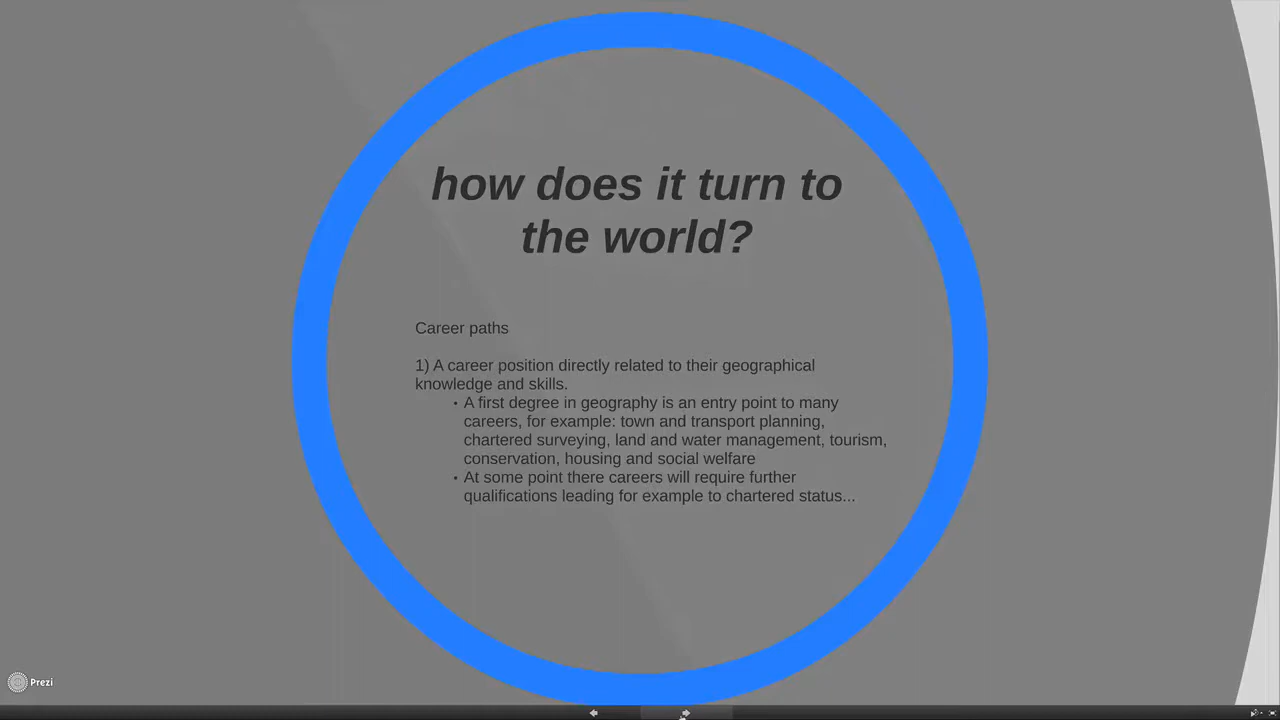 how does it turn to
the world?
Career paths
1) A career position directly related to their geographical
knowledge and skills.
• A first degree in geography is an entry point to many
careers, for example: town and transport planning,
chartered surveying, land and water management, tourism,
conservation, housing and social welfare
• At some point there careers will require further
qualifications leading for example to chartered status...
Prezi